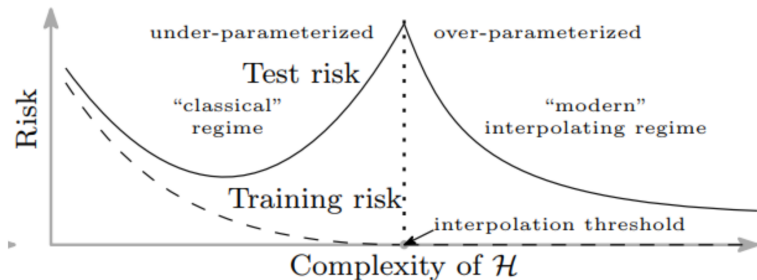 under-parameterized
over-parameterized
Test risk
“classical”
regime
“modern”
interpolating regime
Risk
Training risk
interpolation threshold
Complexity of ℋ